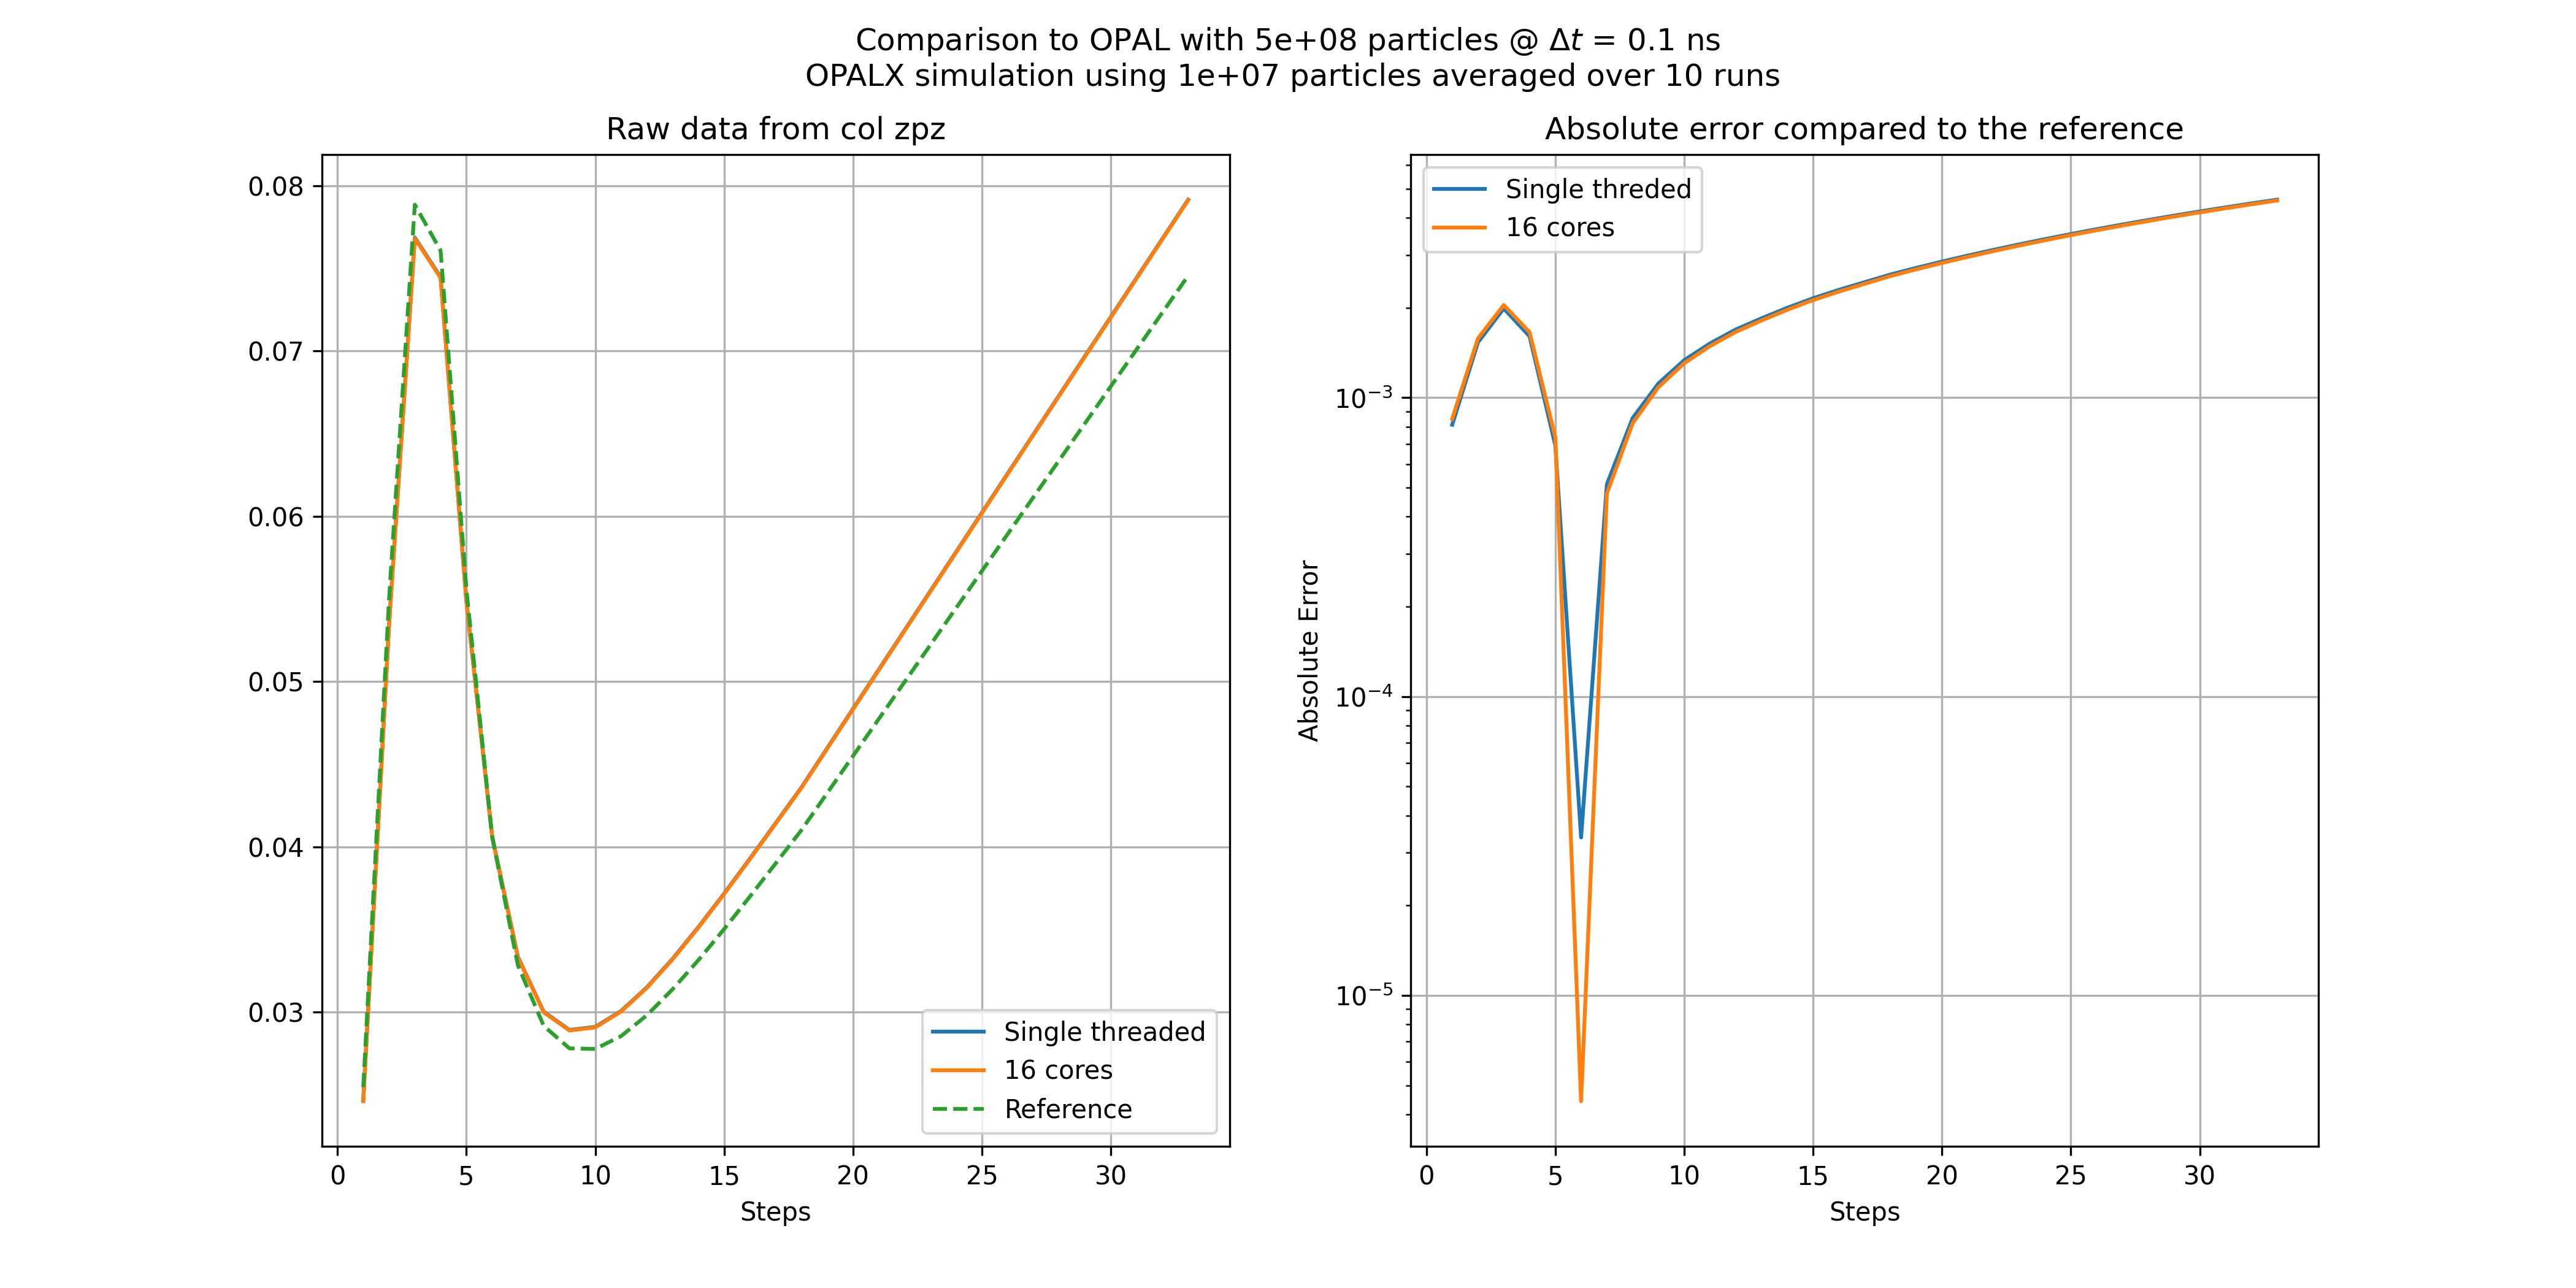 Comparison to OPAL with 5e+08 particles @ Δt = 0.1 ns
OPALX simulation using 1e+07 particles averaged over 10 runs
Raw data from col zpz
0.08
0.07
0.06
0.05
0.04
0.03
0 5 10 15 20 25 30
Steps
Single threaded
16 cores
Reference
Absolute error compared to the reference
Absolute Error
10⁻³
10⁻⁴
10⁻⁵
0 5 10 15 20 25 30
Steps
Single threded
16 cores